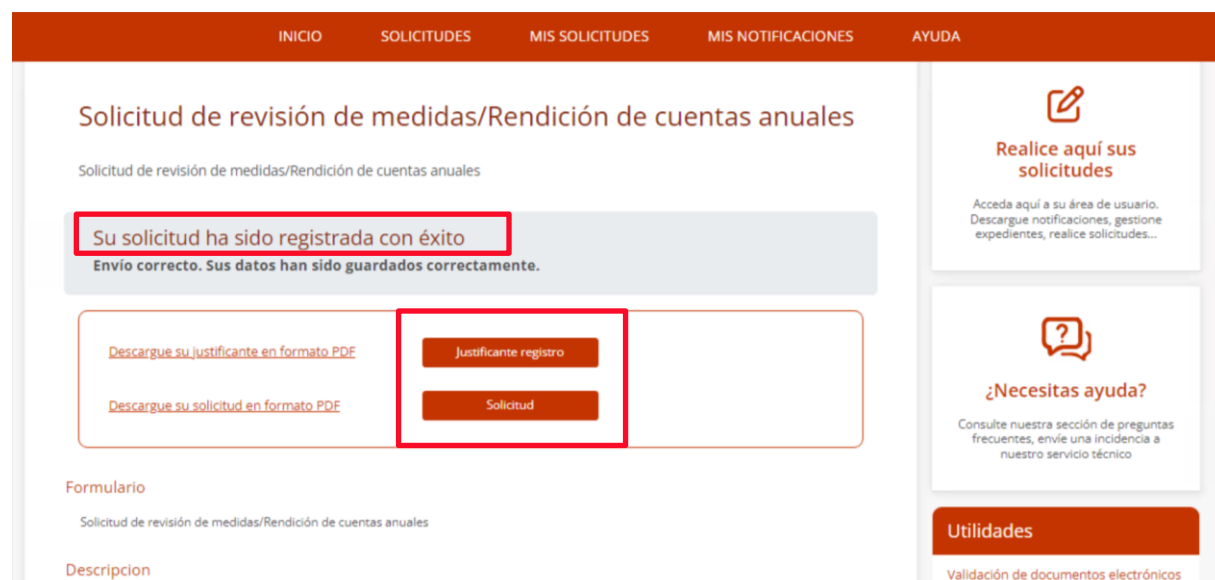 INICIO SOLICITUDES MIS SOLICITUDES MIS NOTIFICACIONES AYUDA
Solicitud de revisión de medidas/Rendición de cuentas anuales
Solicitud de revisión de medidas/Rendición de cuentas anuales
Su solicitud ha sido registrada con éxito
Envío correcto. Sus datos han sido guardados correctamente.
Descargue su justificante en formato PDF Justificante registro
Descargue su solicitud en formato PDF Solicitud
Formulario
Solicitud de revisión de medidas/Rendición de cuentas anuales
Descripcion
Realice aquí sus
solicitudes
Acceda aquí a su área de usuario.
Descargue notificaciones, gestione
expedientes, realice solicitudes...
¿Necesitas ayuda?
Consulte nuestra sección de preguntas
frecuentes, envíe una incidencia a
nuestro servicio técnico
Utilidades
Validación de documentos electrónicos